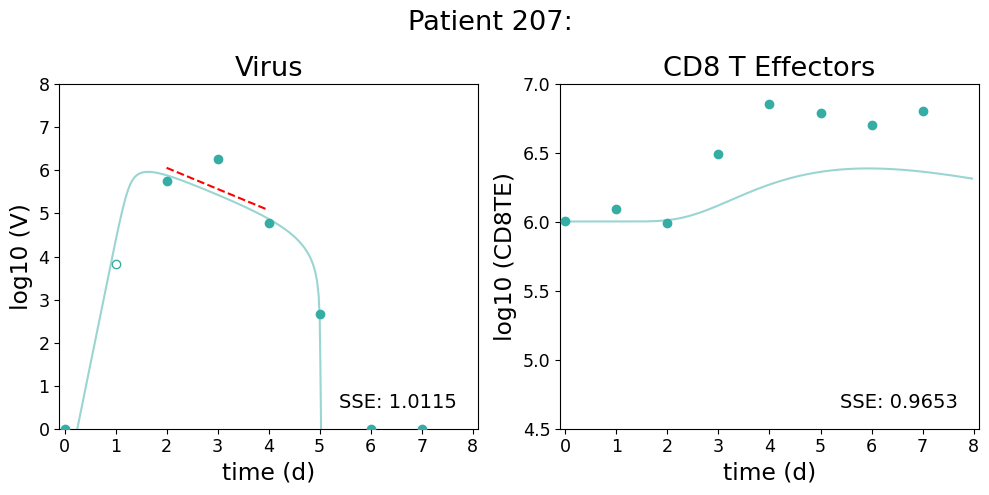 Patient 207:
Virus
CD8 T Effectors
log10 (V)
8
7
6
5
4
3
2
1
0
0 1 2 3 4 5 6 7 8
time (d)
SSE: 1.0115
log10 (CD8TE)
7.0
6.5
6.0
5.5
5.0
4.5
0 1 2 3 4 5 6 7 8
time (d)
SSE: 0.9653